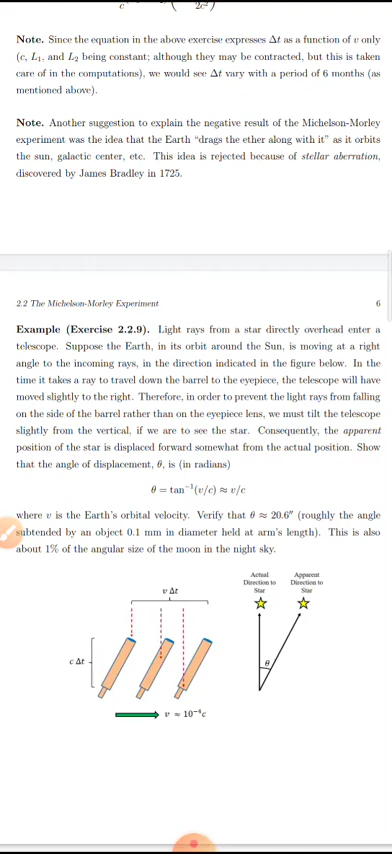 c ( 2c² )
Note. Since the equation in the above exercise expresses Δt as a function of v only
(c, L₁, and L₂ being constant; although they may be contracted, but this is taken
care of in the computations), we would see Δt vary with a period of 6 months (as
mentioned above).
Note. Another suggestion to explain the negative result of the Michelson-Morley
experiment was the idea that the Earth “drags the ether along with it” as it orbits
the sun, galactic center, etc. This idea is rejected because of stellar aberration,
discovered by James Bradley in 1725.
2.2 The Michelson-Morley Experiment 6
Example (Exercise 2.2.9). Light rays from a star directly overhead enter a
telescope. Suppose the Earth, in its orbit around the Sun, is moving at a right
angle to the incoming rays, in the direction indicated in the figure below. In the
time it takes a ray to travel down the barrel to the eyepiece, the telescope will have
moved slightly to the right. Therefore, in order to prevent the light rays from falling
on the side of the barrel rather than on the eyepiece lens, we must tilt the telescope
slightly from the vertical, if we are to see the star. Consequently, the apparent
position of the star is displaced forward somewhat from the actual position. Show
that the angle of displacement, θ, is (in radians)
θ = tan⁻¹(v/c) ≈ v/c
where v is the Earth's orbital velocity. Verify that θ ≈ 20.6″ (roughly the angle
subtended by an object 0.1 mm in diameter held at arm's length). This is also
about 1% of the angular size of the moon in the night sky.
Actual Apparent
Direction to Direction to
Star Star
v Δt
c Δt
θ
v ≈ 10⁻⁴c